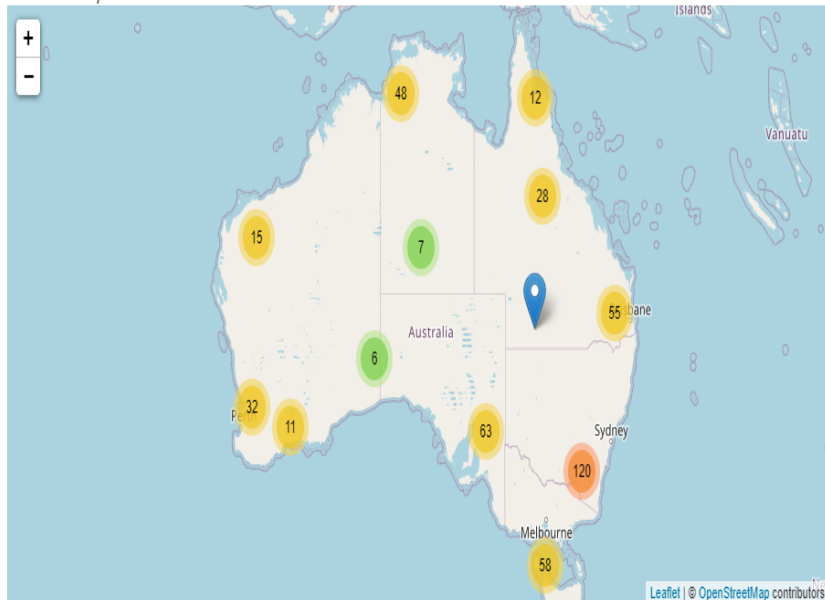 Islands
+
−
48
12
Vanuatu
28
15
7
55
sbane
Australia
6
32
Perth
11
63
Sydney
120
Melbourne
58
Leaflet | © OpenStreetMap contributors